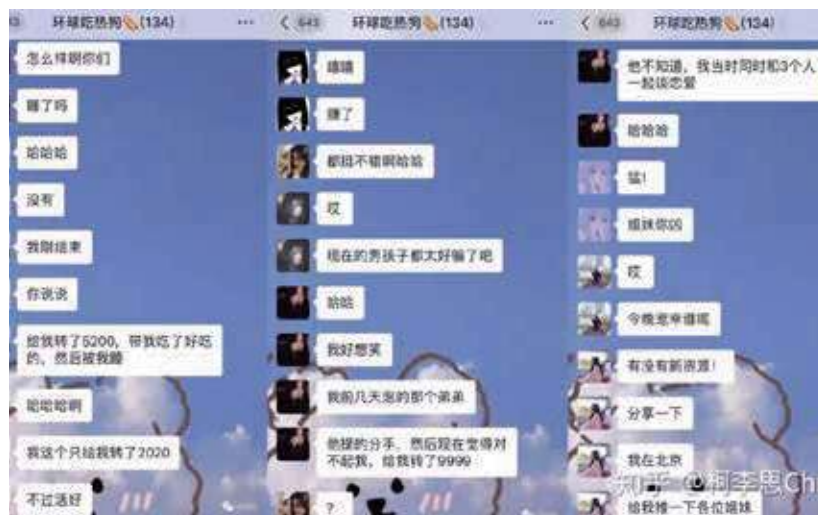 环球吃热狗🌭(134)
怎么样啊你们
睡了吗
哈哈哈
没有
我刚结束
你说说
给我转了5200，带我吃了好吃
的，然后被我睡
哈哈哈啊
我这个只给我转了2020
不过活好
643
环球吃热狗🌭(134)
嘻嘻
赚了
都挺不错啊哈哈
哎
现在的男孩子都太好骗了吧
哈哈
我好想笑
我前几天泡的那个弟弟
他提的分手，然后现在觉得对
不起我，给我转了9999
?
643
环球吃热狗🌭(134)
他不知道，我当时同时和3个人
一起谈恋爱
哈哈哈
猛!
姐妹你凶
哎
今晚
有没有新资源!
分享一下
我在北京
给我推一下各位姐妹
知乎 @柯李思Ch